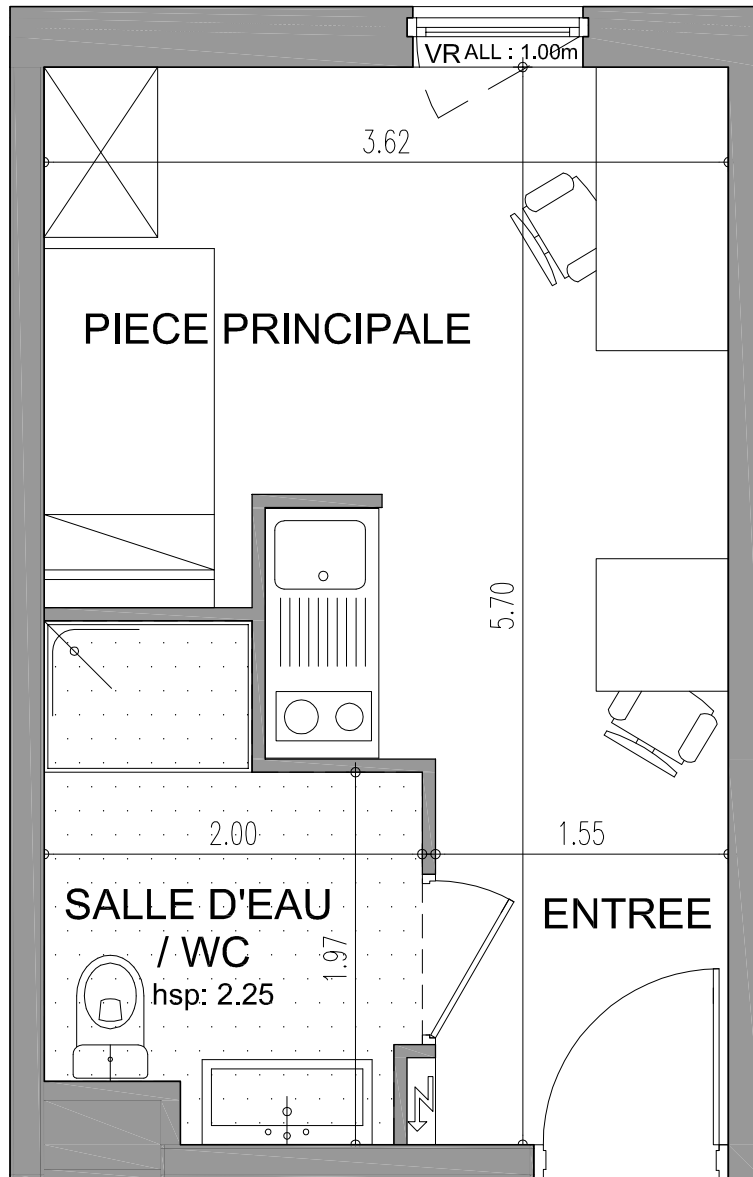 VR ALL : 1.00m
3.62
PIECE PRINCIPALE
5.70
2.00
1.55
SALLE D'EAU
/ WC
hsp: 2.25
1.97
ENTREE